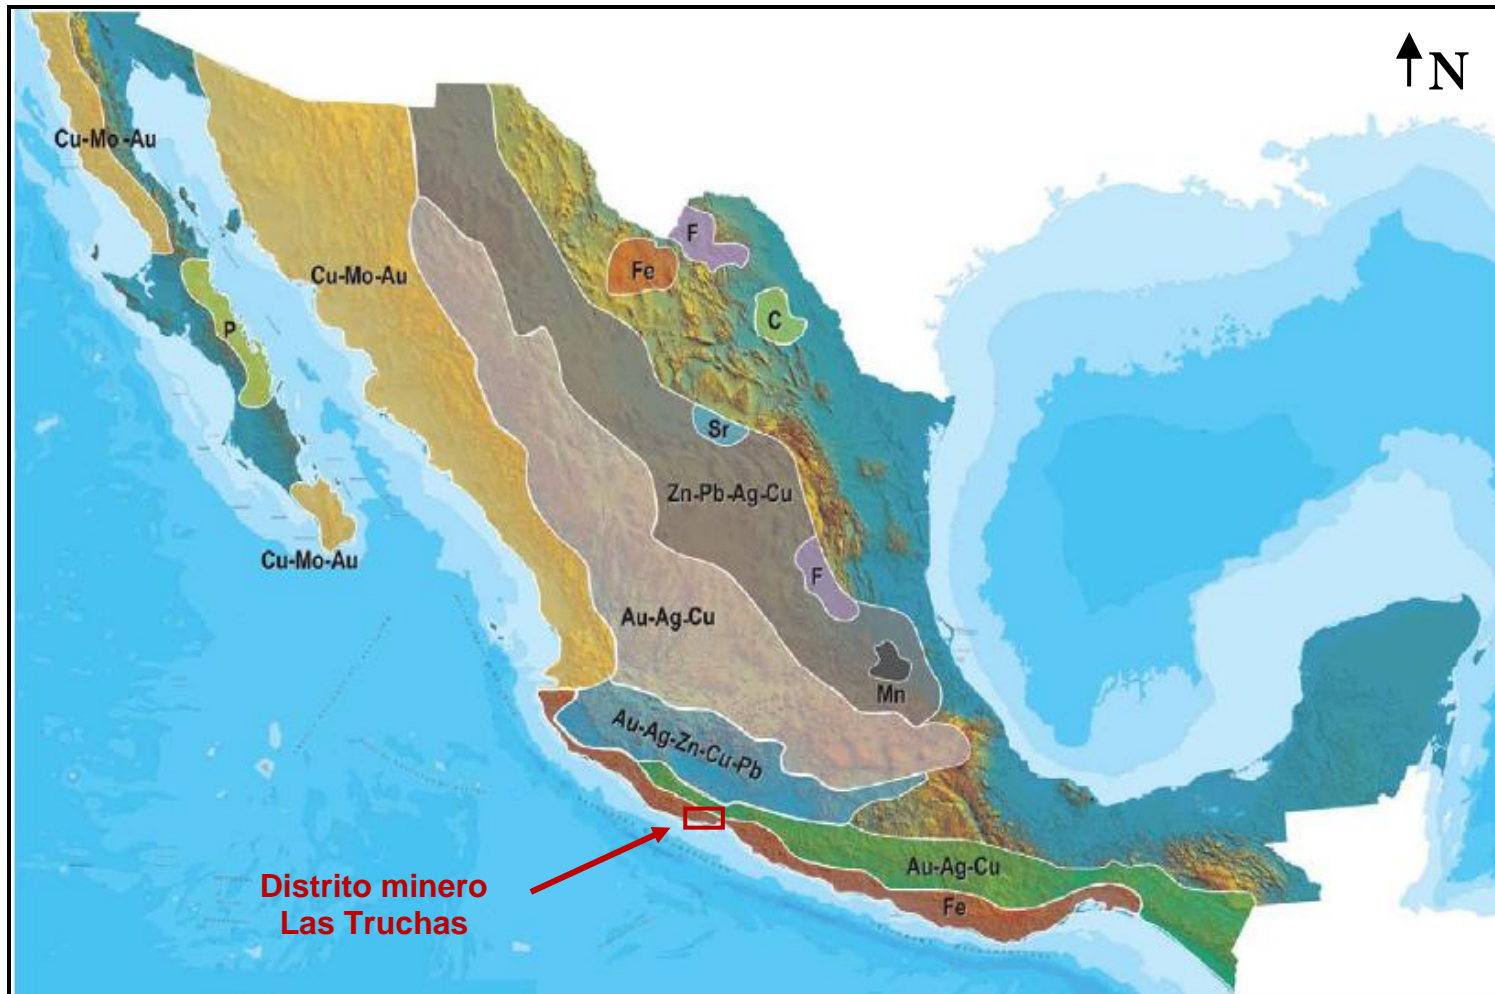 N
Cu-Mo-Au
F
Fe
Cu-Mo-Au
C
P
Sr
Zn-Pb-Ag-Cu
Cu-Mo-Au
F
Au-Ag-Cu
Mn
Au-Ag-Zn-Cu-Pb
Au-Ag-Cu
Distrito minero
Las Truchas
Fe